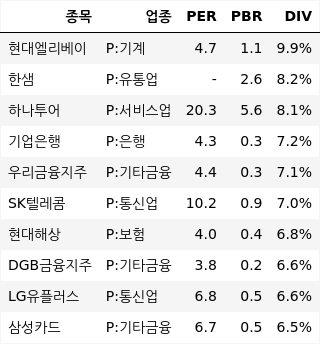 종목 업종 PER PBR DIV
현대엘리베이 P:기계 4.7 1.1 9.9%
한샘 P:유통업 - 2.6 8.2%
하나투어 P:서비스업 20.3 5.6 8.1%
기업은행 P:은행 4.3 0.3 7.2%
우리금융지주 P:기타금융 4.4 0.3 7.1%
SK텔레콤 P:통신업 10.2 0.9 7.0%
현대해상 P:보험 4.0 0.4 6.8%
DGB금융지주 P:기타금융 3.8 0.2 6.6%
LG유플러스 P:통신업 6.8 0.5 6.6%
삼성카드 P:기타금융 6.7 0.5 6.5%